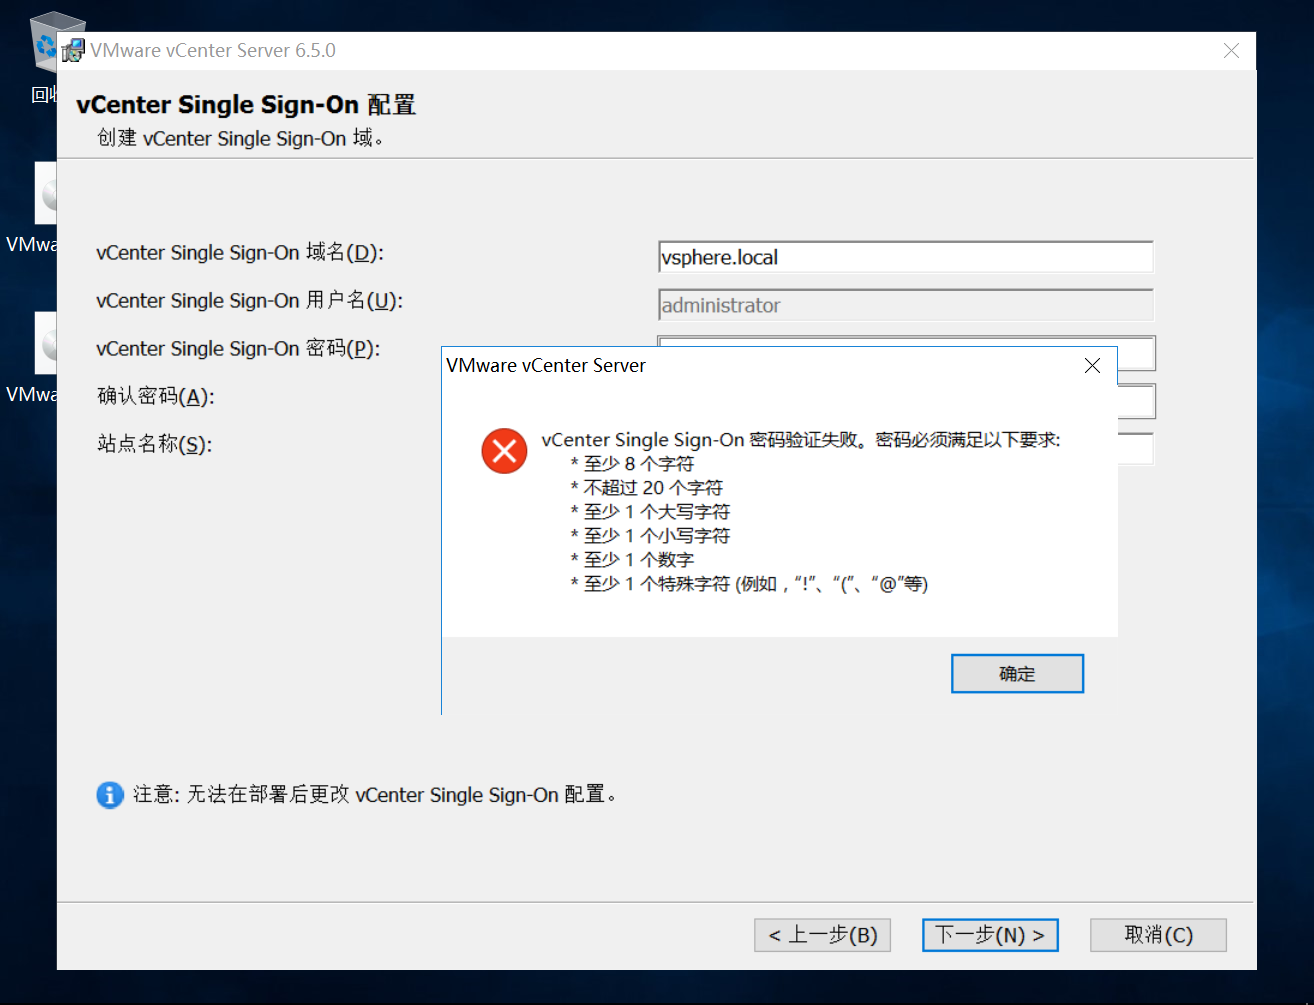 VMware vCenter Server 6.5.0
回收
vCenter Single Sign-On 配置
创建 vCenter Single Sign-On 域。
VMwa
vCenter Single Sign-On 域名(D):
vsphere.local
vCenter Single Sign-On 用户名(U):
administrator
vCenter Single Sign-On 密码(P):
VMware vCenter Server
VMwa
确认密码(A):
站点名称(S):
vCenter Single Sign-On 密码验证失败。密码必须满足以下要求:
* 至少 8 个字符
* 不超过 20 个字符
* 至少 1 个大写字符
* 至少 1 个小写字符
* 至少 1 个数字
* 至少 1 个特殊字符 (例如，“!”、“(”、“@”等)
确定
注意: 无法在部署后更改 vCenter Single Sign-On 配置。
< 上一步(B)
下一步(N) >
取消(C)